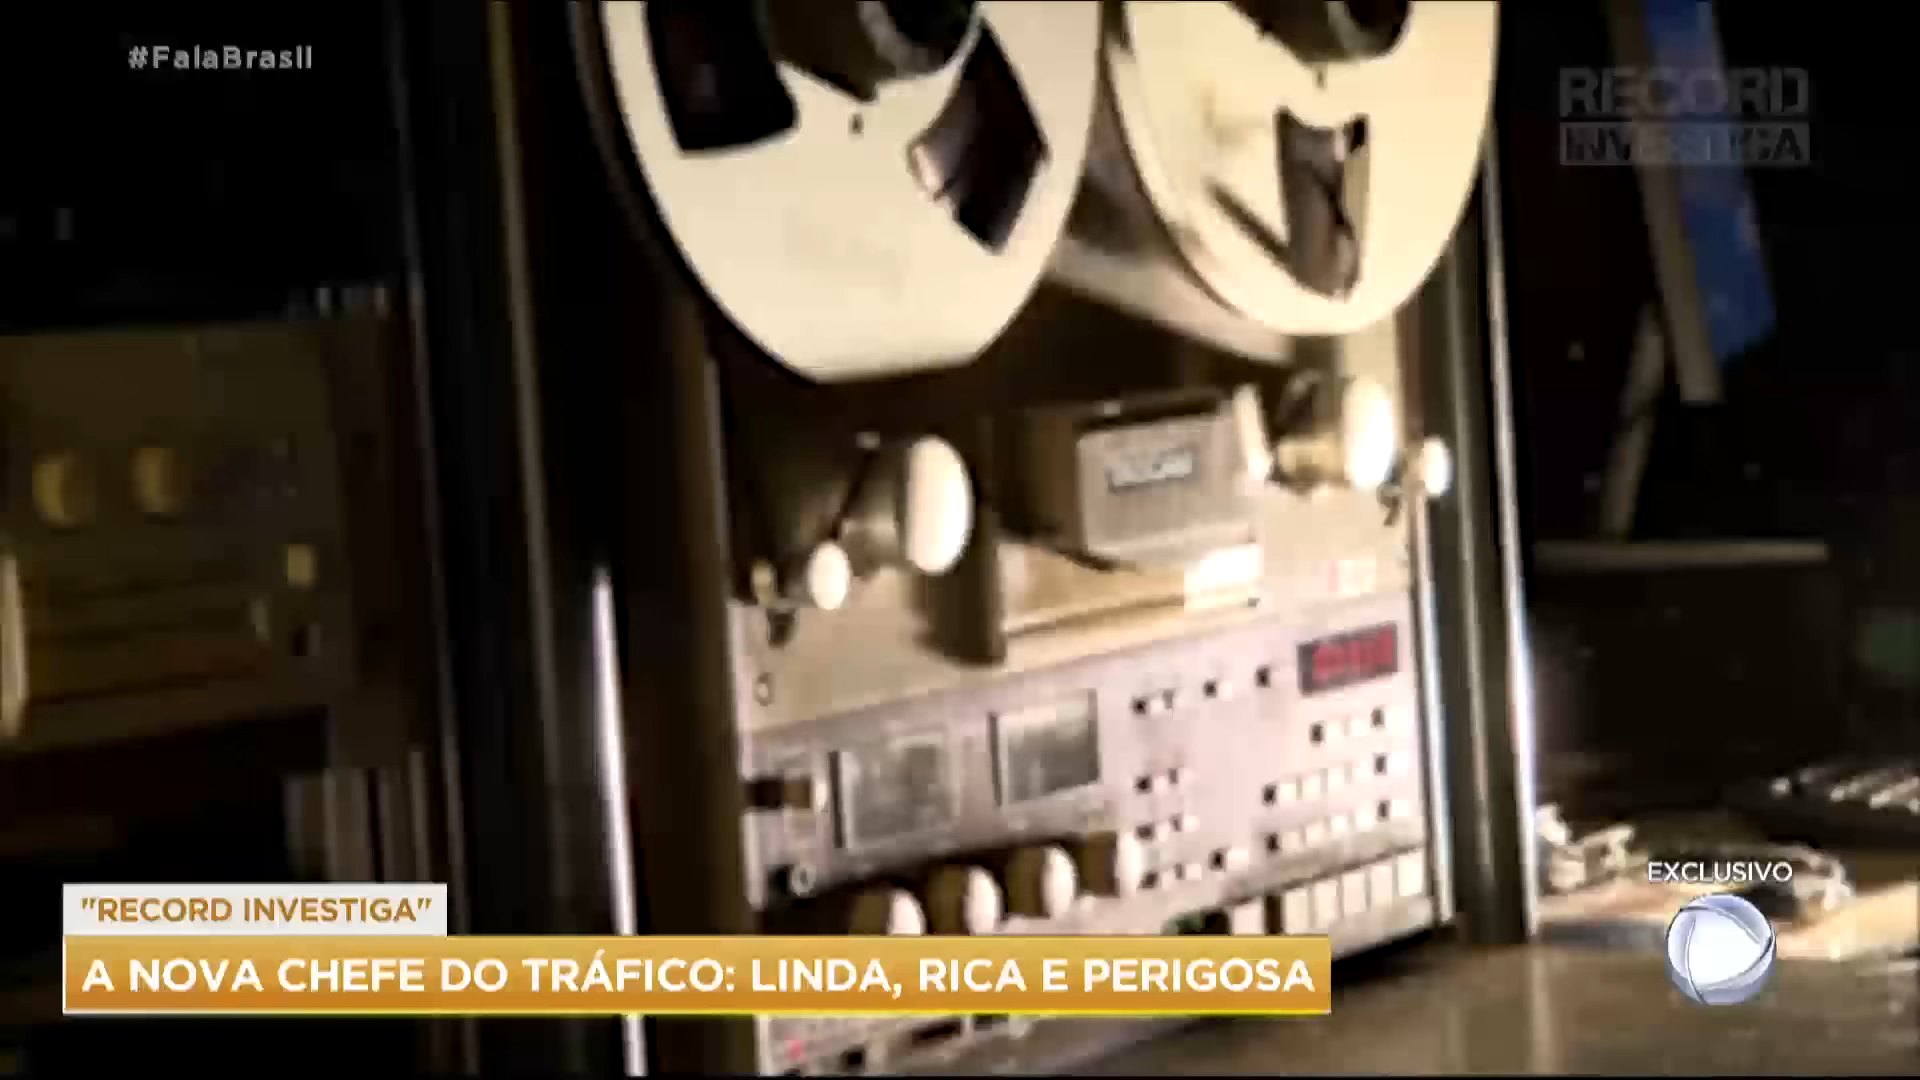 #FalaBrasil
RECORD
INVESTIGA
EXCLUSIVO
"RECORD INVESTIGA"
A NOVA CHEFE DO TRÁFICO: LINDA, RICA E PERIGOSA